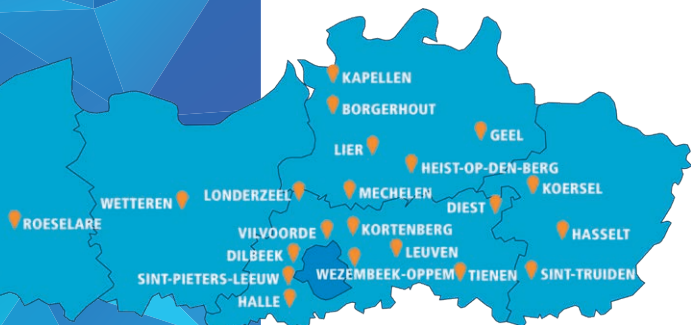 KAPELLEN
BORGERHOUT
GEEL
LIER
HEIST-OP-DEN-BERG
KOERSEL
LONDERZEEL
MECHELEN
WETTEREN
DIEST
ROESELARE
VILVOORDE
KORTENBERG
HASSELT
DILBEEK
LEUVEN
SINT-PIETERS-LEEUW
WEZEMBEEK-OPPEM
TIENEN
SINT-TRUIDEN
HALLE